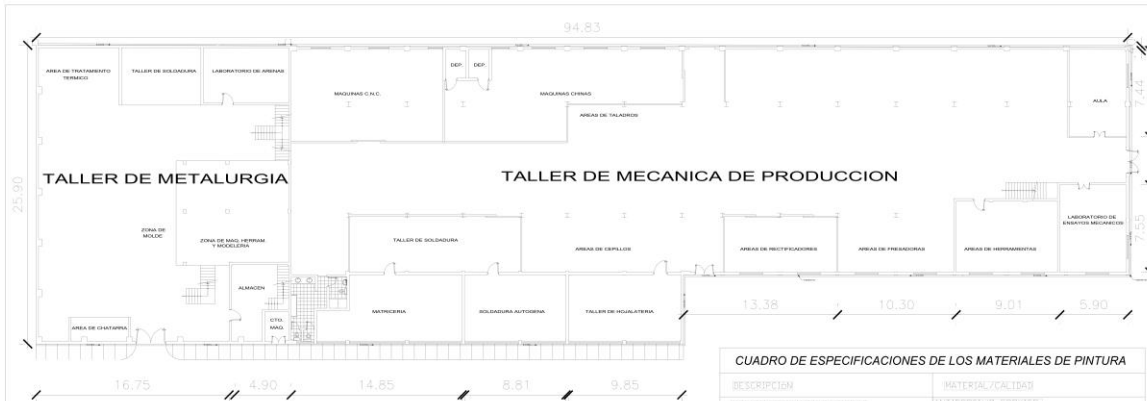 94.83
AREA DE TRATAMIENTO
TERMICO
TALLER DE SOLDADURA
LABORATORIO DE ARENAS
MAQUINAS C.N.C.
DEP.
DEP.
MAQUINAS CHINAS
AREAS DE TALADROS
AULA
7.44
25.90
TALLER DE METALURGIA
TALLER DE MECANICA DE PRODUCCION
ZONA DE
MOLDE
ZONA DE MAQ. HERRAM
Y MODELERIA
TALLER DE SOLDADURA
AREAS DE CEPILLOS
AREAS DE RECTIFICADORES
AREAS DE FRESADORAS
AREAS DE HERRAMIENTAS
LABORATORIO DE
ENSAYOS MECANICOS
7.55
ALMACEN
CTO.
MAQ.
AREA DE CHATARRA
MATRICERIA
SOLDADURA AUTOGENA
TALLER DE HOJALATERIA
13.38
10.30
9.01
5.90
16.75
4.90
14.85
8.81
9.85
CUADRO DE ESPECIFICACIONES DE LOS MATERIALES DE PINTURA
DESCRIPCIÓN
MATERIAL/CALIDAD